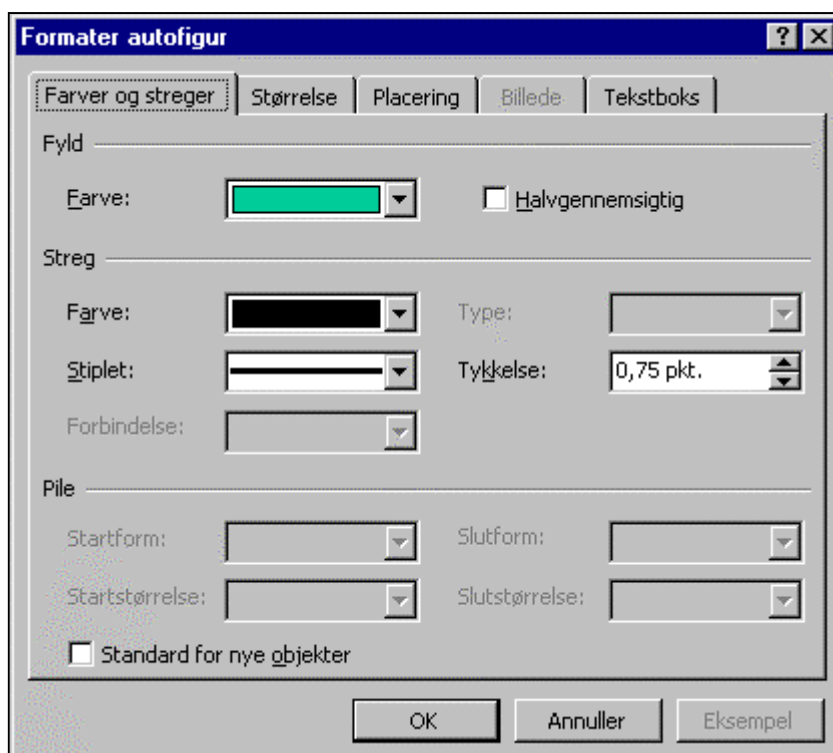 Formater autofigur
Farver og streger Størrelse Placering Billede Tekstboks
Fyld
Farve: Halvgennemsigtig
Streg
Farve: Type:
Stiplet: Tykkelse: 0,75 pkt.
Forbindelse:
Pile
Startform: Slutform:
Startstørrelse: Slutstørrelse:
Standard for nye objekter
OK Annuller Eksempel